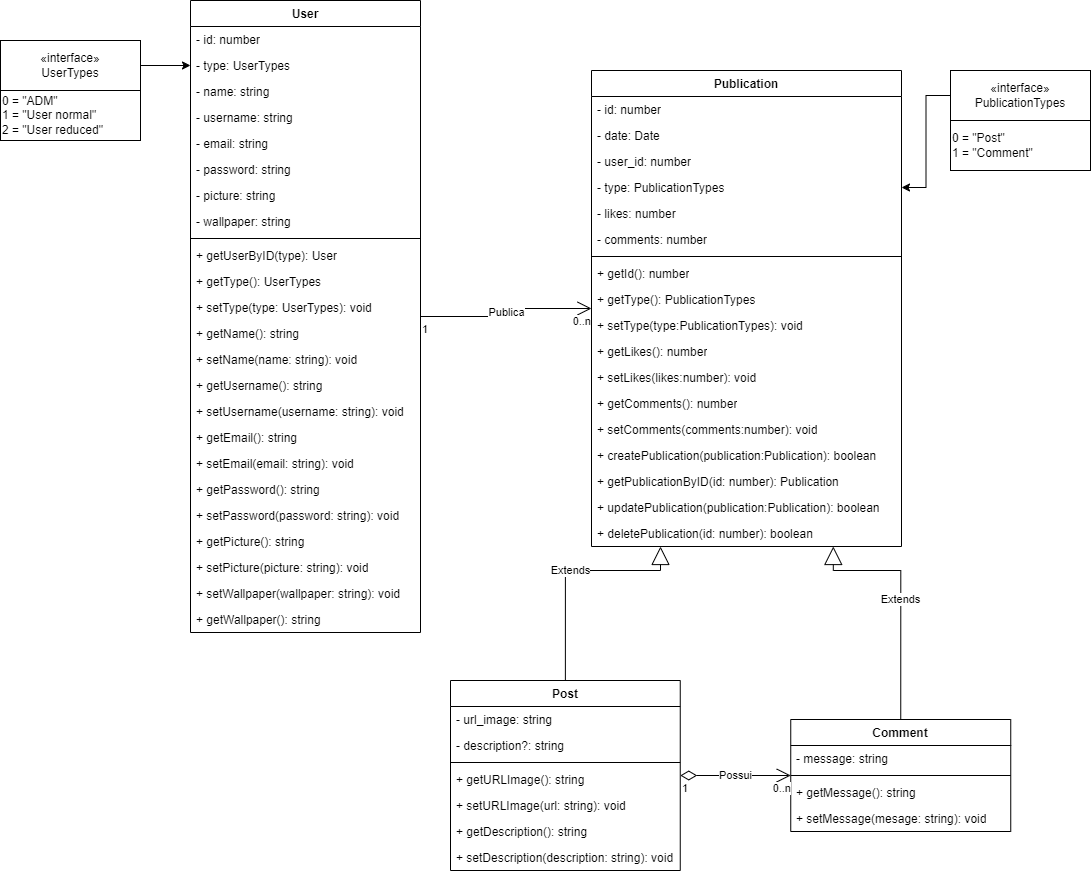 User
- id: number
- type: UserTypes
- name: string
- username: string
- email: string
- password: string
- picture: string
- wallpaper: string
+ getUserByID(type): User
+ getType(): UserTypes
+ setType(type: UserTypes): void
+ getName(): string
+ setName(name: string): void
+ getUsername(): string
+ setUsername(username: string): void
+ getEmail(): string
+ setEmail(email: string): void
+ getPassword(): string
+ setPassword(password: string): void
+ getPicture(): string
+ setPicture(picture: string): void
+ setWallpaper(wallpaper: string): void
+ getWallpaper(): string
«interface»
UserTypes
0 = "ADM"
1 = "User normal"
2 = "User reduced"
1
Publica
0..n
Publication
- id: number
- date: Date
- user_id: number
- type: PublicationTypes
- likes: number
- comments: number
+ getId(): number
+ getType(): PublicationTypes
+ setType(type:PublicationTypes): void
+ getLikes(): number
+ setLikes(likes:number): void
+ getComments(): number
+ setComments(comments:number): void
+ createPublication(publication:Publication): boolean
+ getPublicationByID(id: number): Publication
+ updatePublication(publication:Publication): boolean
+ deletePublication(id: number): boolean
«interface»
PublicationTypes
0 = "Post"
1 = "Comment"
Extends
Extends
Post
- url_image: string
- description?: string
+ getURLImage(): string
+ setURLImage(url: string): void
+ getDescription(): string
+ setDescription(description: string): void
1
Possui
0..n
Comment
- message: string
+ getMessage(): string
+ setMessage(mesage: string): void